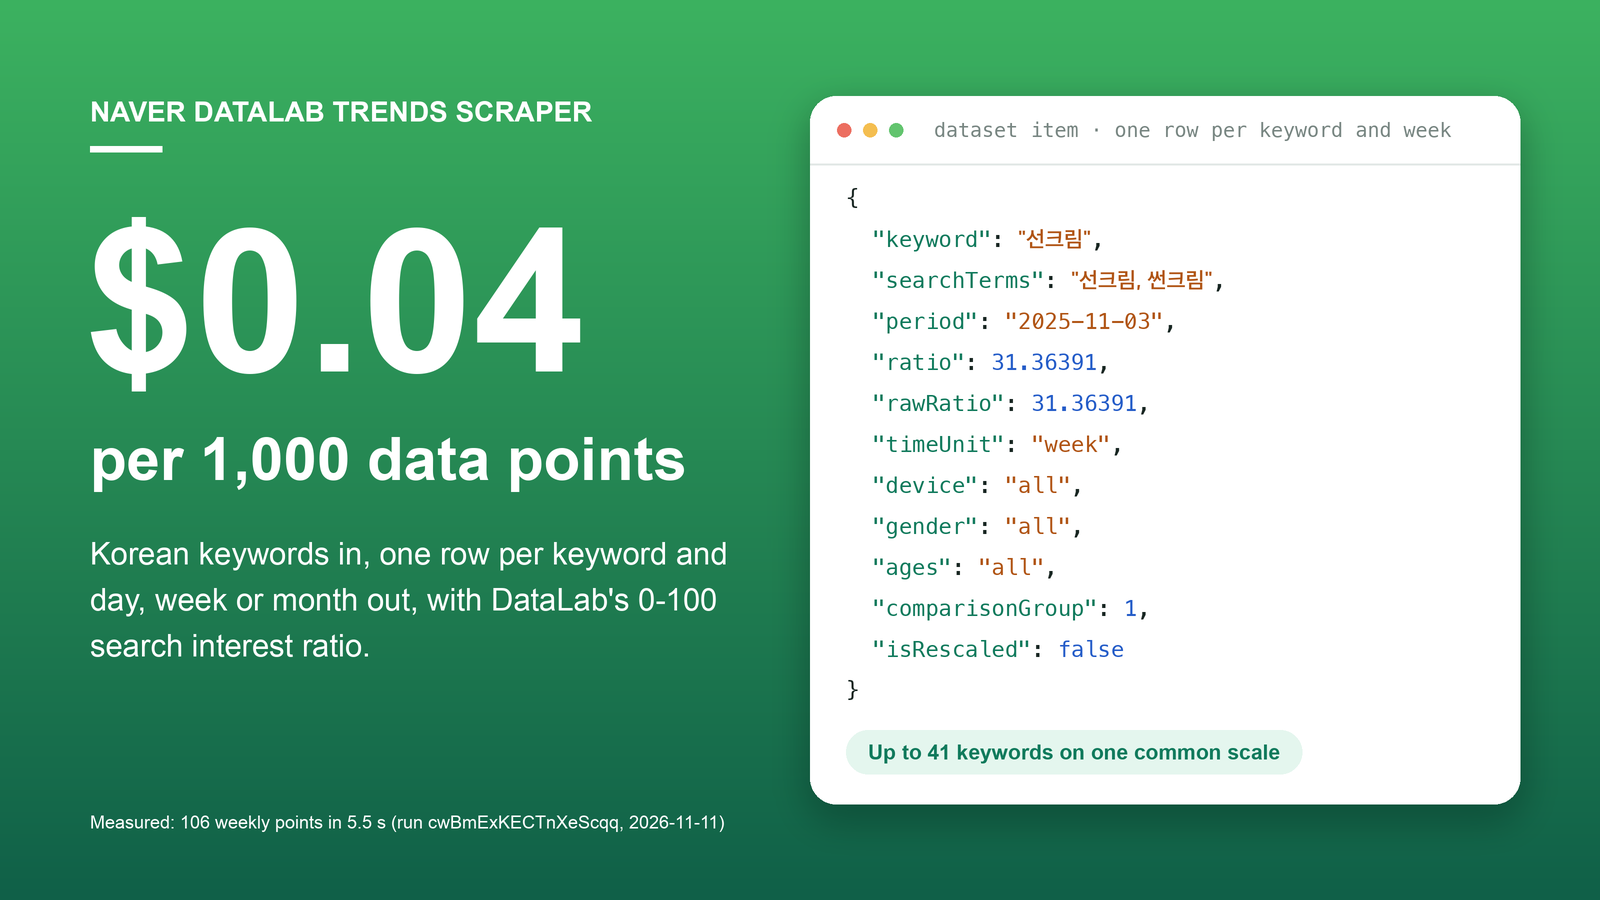 NAVER DATALAB TRENDS SCRAPER
$0.04
per 1,000 data points
Korean keywords in, one row per keyword and
day, week or month out, with DataLab's 0-100
search interest ratio.
Measured: 106 weekly points in 5.5 s (run cwBmExKECTnXeScqq, 2026-11-11)
dataset item · one row per keyword and week
{
"keyword": "선크림",
"searchTerms": "선크림, 썬크림",
"period": "2025-11-03",
"ratio": 31.36391,
"rawRatio": 31.36391,
"timeUnit": "week",
"device": "all",
"gender": "all",
"ages": "all",
"comparisonGroup": 1,
"isRescaled": false
}
Up to 41 keywords on one common scale